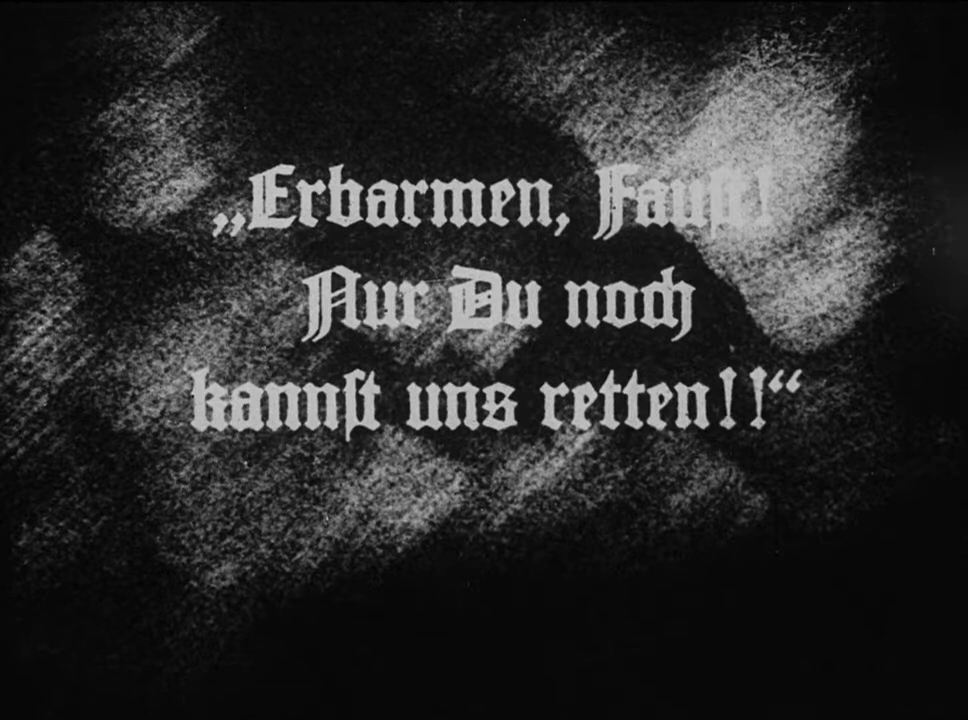 „Erbarmen, Fauſt!
Nur Du noch
kannſt uns retten!!“